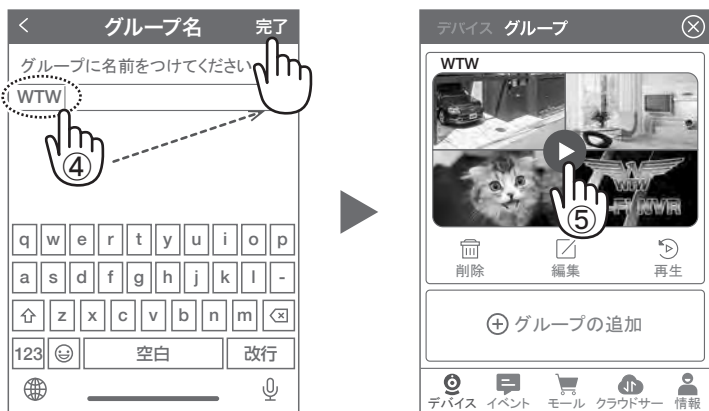 グループ名 完了
グループに名前をつけてください
WTW
④
q w e r t y u i o p
a s d f g h j k l -
z x c v b n m
123 空白 改行
デバイス グループ
WTW
WTW
-FI NVR
⑤
削除 編集 再生
グループの追加
デバイス イベント モール クラウドサー 情報